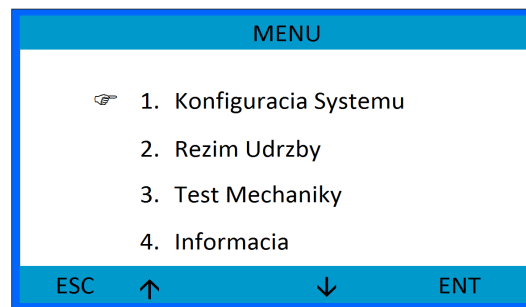 MENU
☞ 1. Konfiguracia Systemu
2. Rezim Udrzby
3. Test Mechaniky
4. Informacia
ESC ↑ ↓ ENT